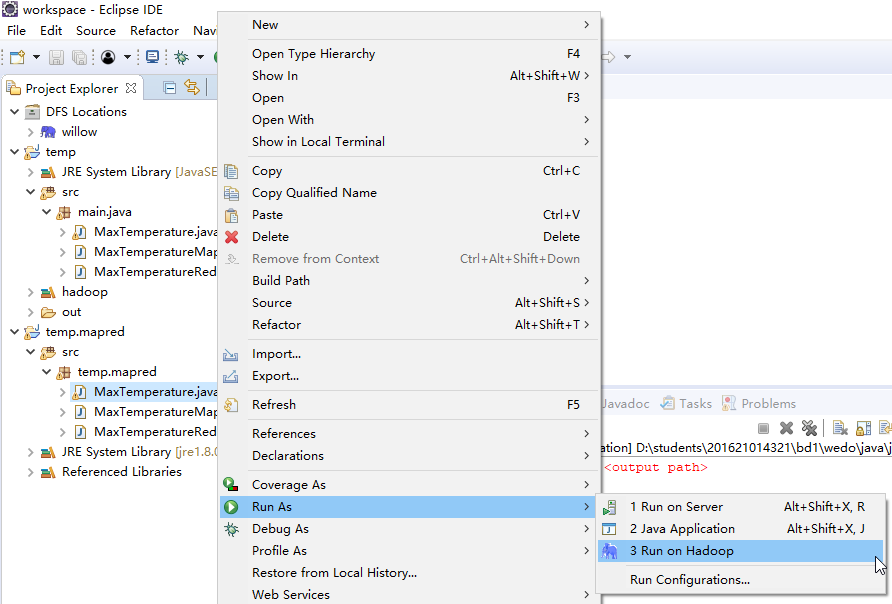 workspace - Eclipse IDE
File Edit Source Refactor Nav
Project Explorer
DFS Locations
willow
temp
JRE System Library [JavaSE
src
main.java
MaxTemperature.java
MaxTemperatureMap
MaxTemperatureRed
hadoop
out
temp.mapred
src
temp.mapred
MaxTemperature.java
MaxTemperatureMap
MaxTemperatureRed
JRE System Library [jre1.8.0
Referenced Libraries
New
Open Type Hierarchy F4
Show In Alt+Shift+W
Open F3
Open With
Show in Local Terminal
Copy Ctrl+C
Copy Qualified Name
Paste Ctrl+V
Delete Delete
Remove from Context Ctrl+Alt+Shift+Down
Build Path
Source Alt+Shift+S
Refactor Alt+Shift+T
Import...
Export...
Refresh F5
References
Declarations
Coverage As
Run As
Debug As
Profile As
Restore from Local History...
Web Services
Javadoc Tasks Problems
ation] D:\students\201621014321\bd1\wedo\java\j
<output path>
1 Run on Server Alt+Shift+X, R
2 Java Application Alt+Shift+X, J
3 Run on Hadoop
Run Configurations...